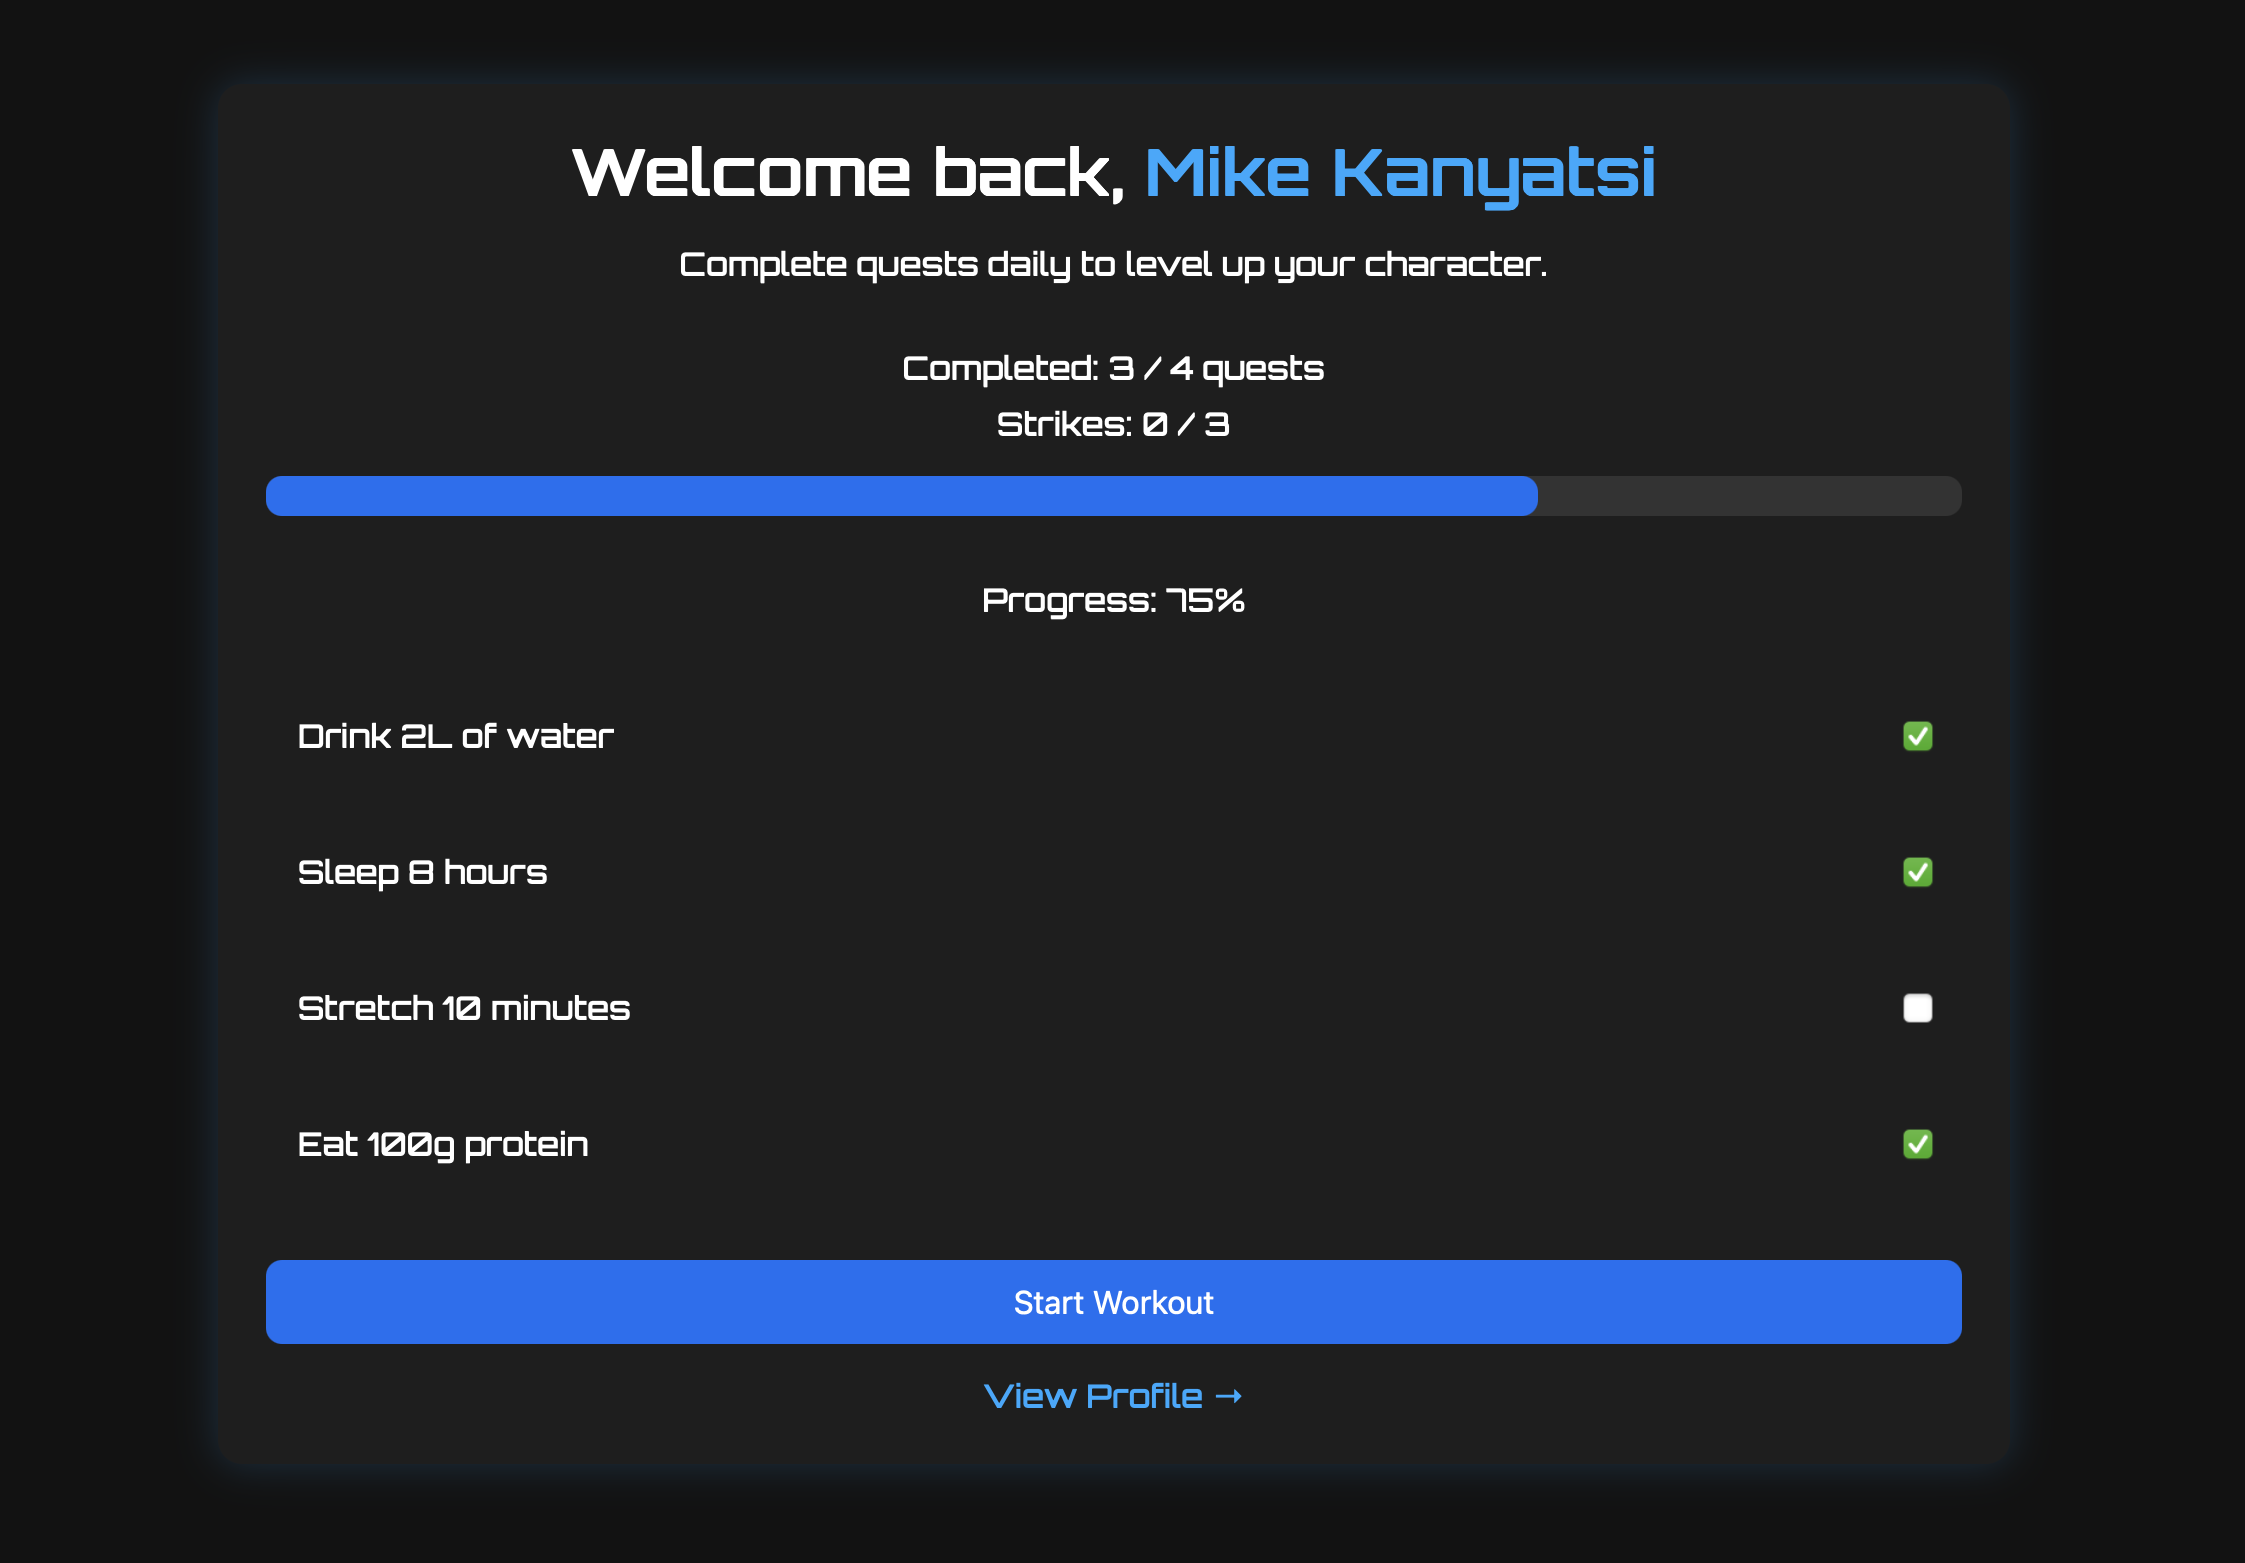 Welcome back, Mike Kanyatsi
Complete quests daily to level up your character.
Completed: 3 / 4 quests
Strikes: 0 / 3
Progress: 75%
Drink 2L of water
Sleep 8 hours
Stretch 10 minutes
Eat 100g protein
Start Workout
View Profile →